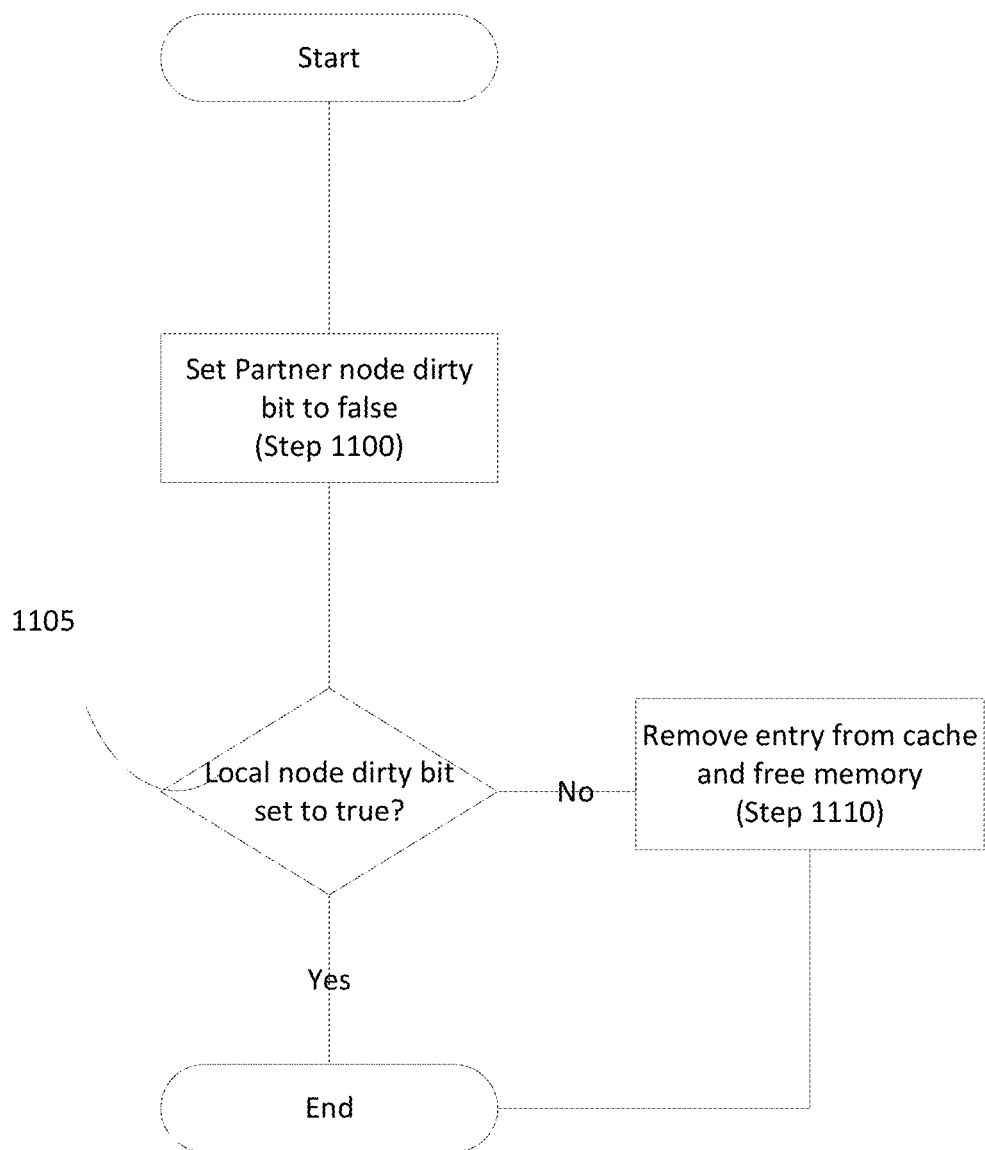 Start
Set Partner node dirty
bit to false
(Step 1100)
1105
Local node dirty bit
set to true?
No
Remove entry from cache
and free memory
(Step 1110)
Yes
End